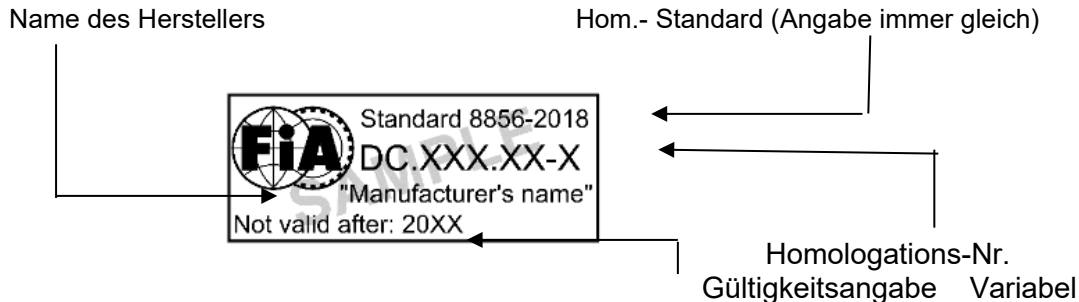 Name des Herstellers
Hom.- Standard (Angabe immer gleich)
FiA
Standard 8856-2018
DC.XXX.XX-X
SAMPLE
"Manufacturer's name"
Not valid after: 20XX
Homologations-Nr.
Gültigkeitsangabe Variabel